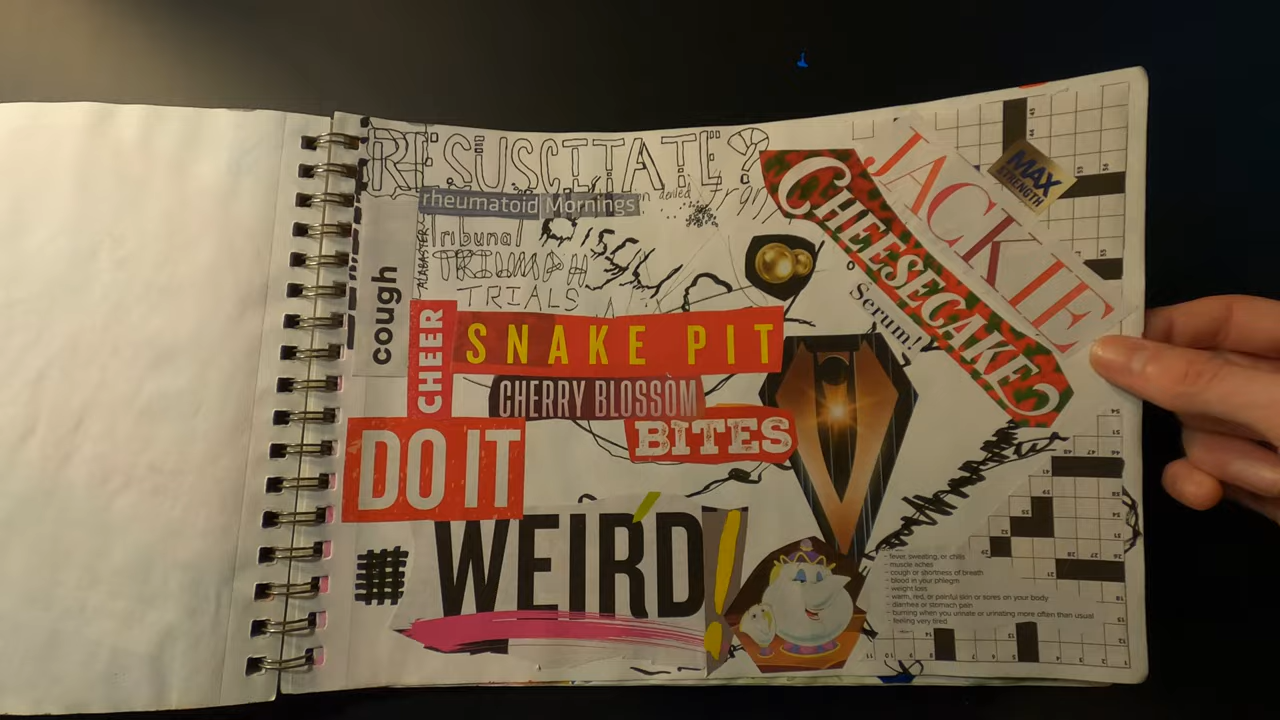 RESUSCITATE?
rheumatoid Mornings
denied
Tribunal
TRIUMPH
TRIALS
ALABASTER
cough
CHEER
SNAKE PIT
CHERRY BLOSSOM
BITES
DO IT
# WEIRD!
JACKIE
MAX
STRENGTH
CHEESECAKE?
Serum!
- fever, sweating, or chills
- muscle aches
- cough or shortness of breath
- blood in your phlegm
- weight loss
- warm, red, or painful skin or sores on your body
- diarrhea or stomach pain
- burning when you urinate or urinating more often than usual
- feeling very tired